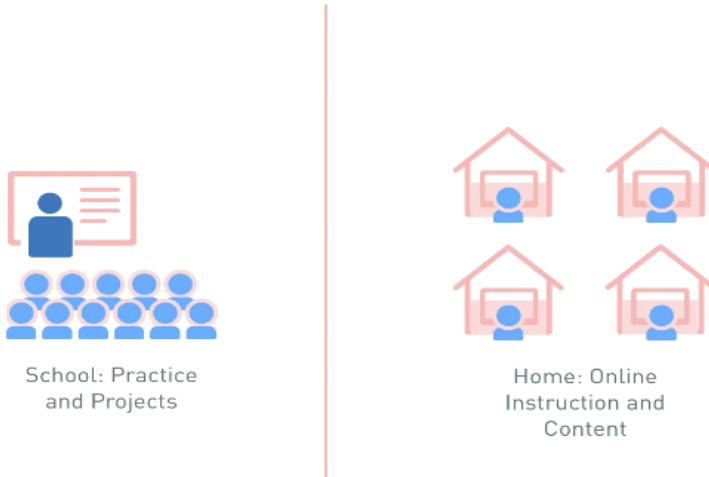 School: Practice
and Projects
Home: Online
Instruction and
Content